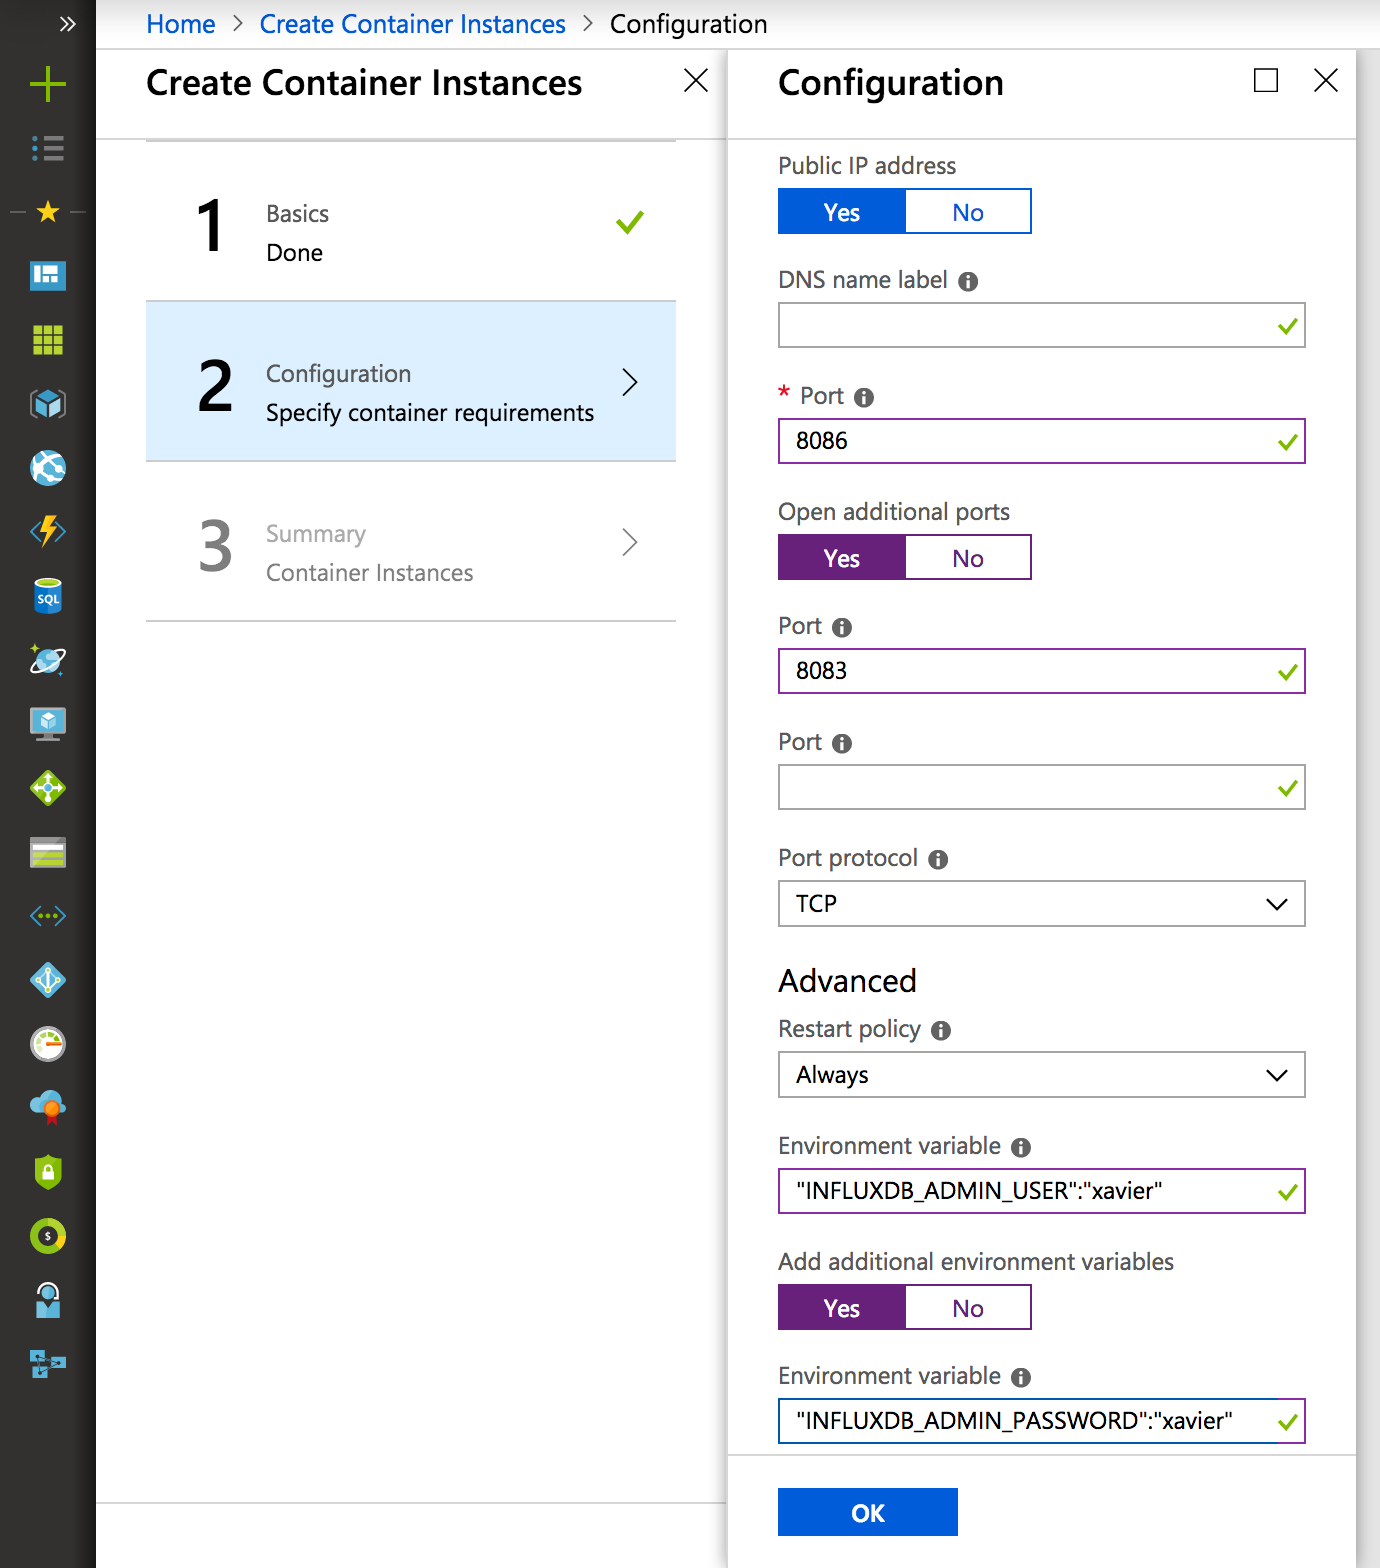 Home > Create Container Instances > Configuration
Create Container Instances
1
Basics
Done
2
Configuration
Specify container requirements
3
Summary
Container Instances
Configuration
Public IP address
Yes No
DNS name label
* Port
8086
Open additional ports
Yes No
Port
8083
Port
Port protocol
TCP
Advanced
Restart policy
Always
Environment variable
"INFLUXDB_ADMIN_USER":"xavier"
Add additional environment variables
Yes No
Environment variable
"INFLUXDB_ADMIN_PASSWORD":"xavier"
OK
SQL
$